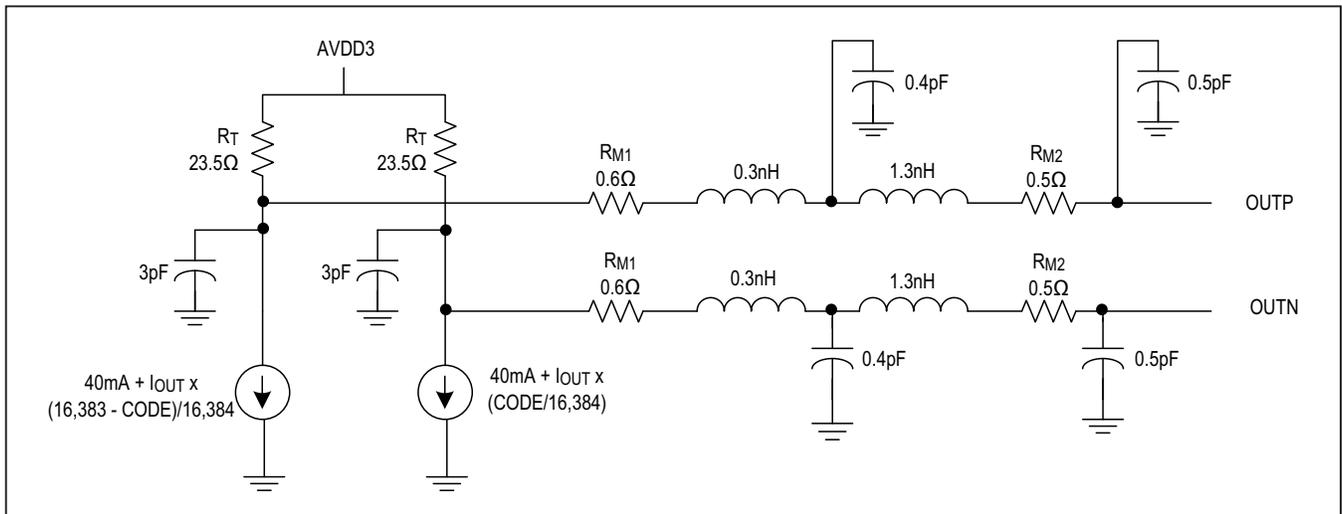 AVDD3
RT
23.5Ω
RT
23.5Ω
0.4pF
0.5pF
RM1
0.6Ω
0.3nH
1.3nH
RM2
0.5Ω
OUTP
3pF
3pF
RM1
0.6Ω
0.3nH
1.3nH
RM2
0.5Ω
OUTN
0.4pF
0.5pF
40mA + IOUT x
(16,383 - CODE)/16,384
40mA + IOUT x
(CODE/16,384)